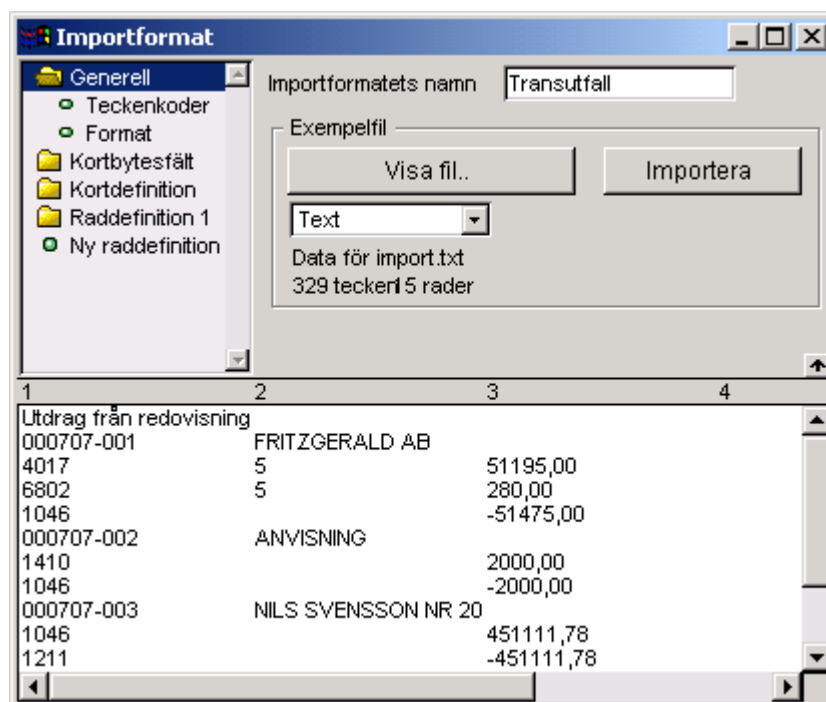 Importformat
Generell
Teckenkoder
Format
Kortbytesfält
Kortdefinition
Raddefinition 1
Ny raddefinition
Importformatets namn Transutfall
Exempelfil
Visa fil.. Importera
Text
Data för import.txt
329 tecken15 rader
1 2 3 4
Utdrag från redovisning
000707-001 FRITZGERALD AB
4017 5 51195,00
6802 5 280,00
1046 -51475,00
000707-002 ANVISNING
1410 2000,00
1046 -2000,00
000707-003 NILS SVENSSON NR 20
1046 451111,78
1211 -451111,78